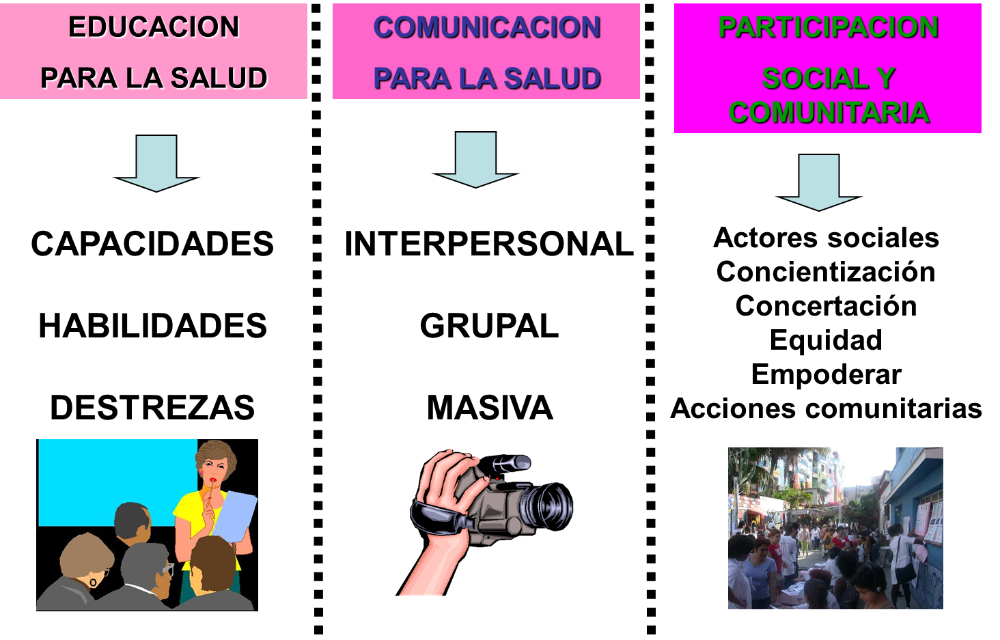 EDUCACION
PARA LA SALUD
CAPACIDADES
HABILIDADES
DESTREZAS
COMUNICACION
PARA LA SALUD
INTERPERSONAL
GRUPAL
MASIVA
PARTICIPACION
SOCIAL Y
COMUNITARIA
Actores sociales
Concientización
Concertación
Equidad
Empoderar
Acciones comunitarias